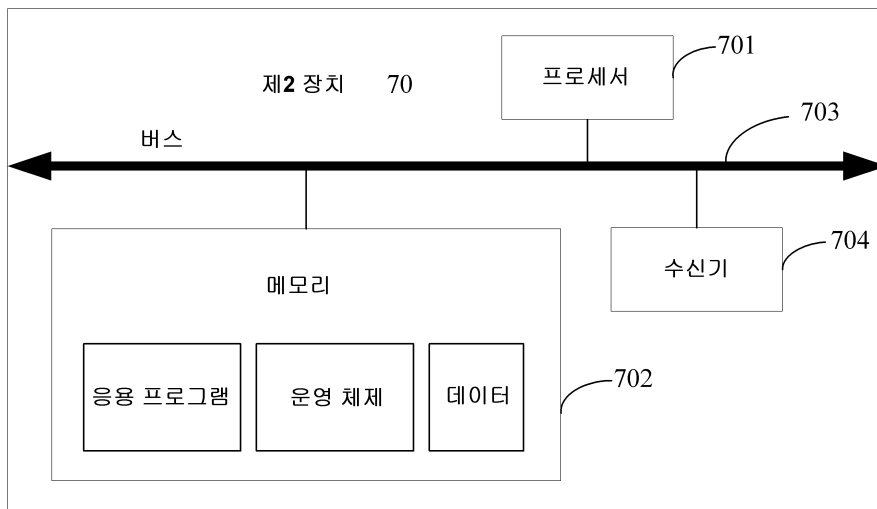 701
제2 장치 70
프로세서
703
버스
704
수신기
메모리
702
응용 프로그램
운영 체제
데이터